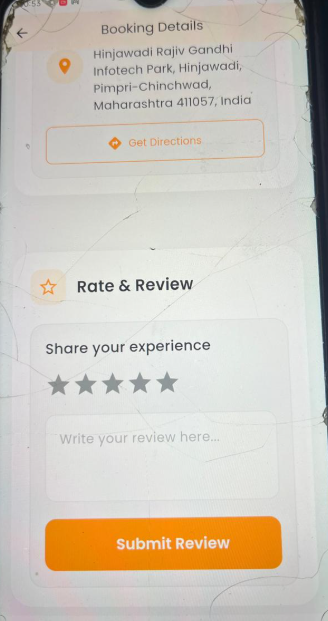 Booking Details
Hinjawadi Rajiv Gandhi
Infotech Park, Hinjawadi,
Pimpri-Chinchwad,
Maharashtra 411057, India
Get Directions
Rate & Review
Share your experience
Write your review here...
Submit Review